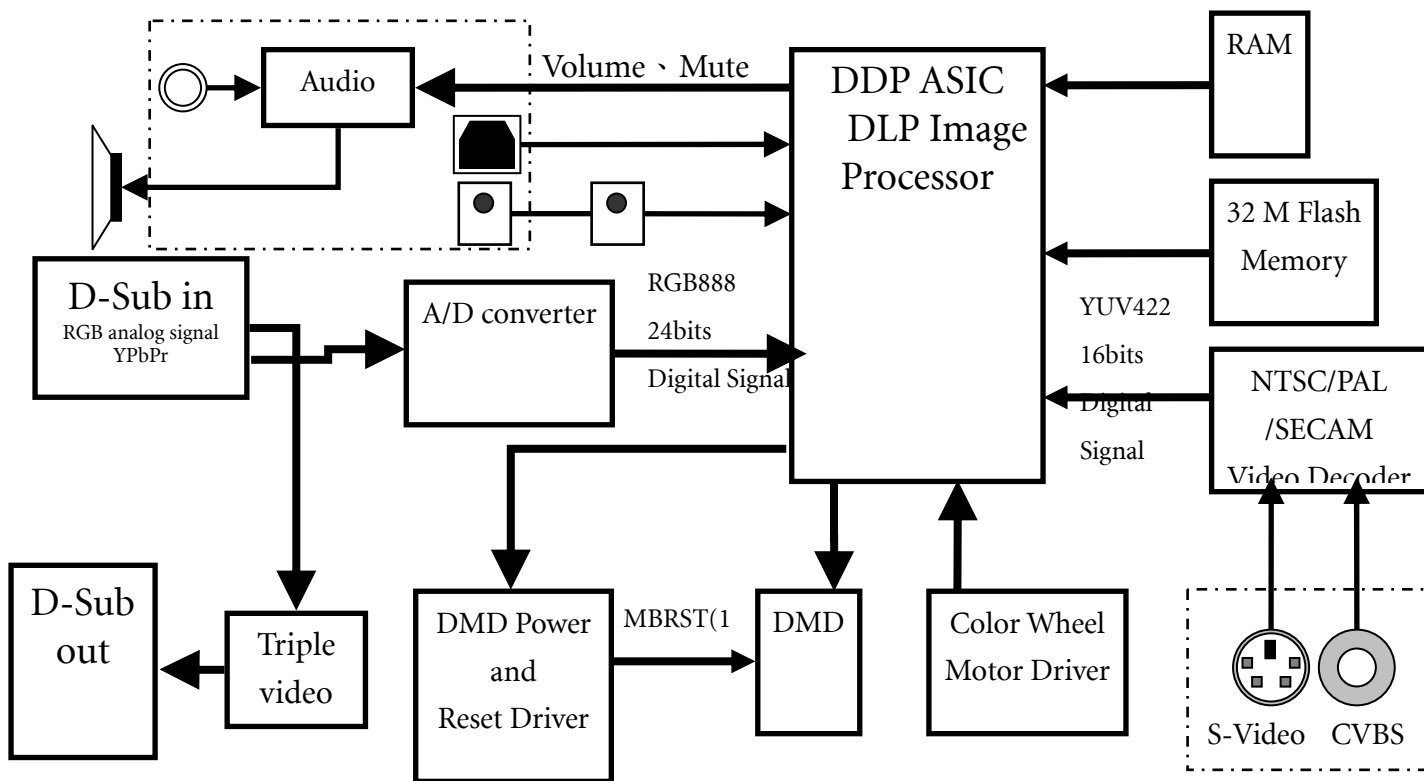 Audio
Volume、Mute
DDP ASIC
DLP Image
Processor
RAM
32 M Flash
Memory
D-Sub in
RGB analog signal
YPbPr
A/D converter
RGB888
24bits
Digital Signal
YUV422
16bits
Digital
Signal
NTSC/PAL
/SECAM
Video Decoder
D-Sub
out
Triple
video
DMD Power
and
Reset Driver
MBRST(1
DMD
Color Wheel
Motor Driver
S-Video
CVBS